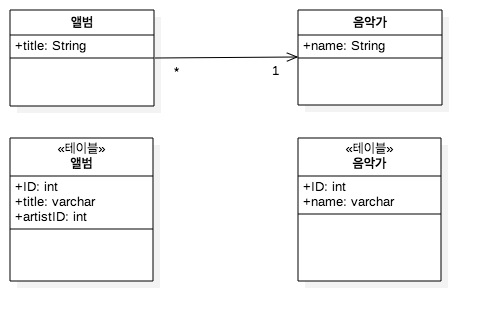 앨범
+title: String
음악가
+name: String
*
1
«테이블»
앨범
+ID: int
+title: varchar
+artistID: int
«테이블»
음악가
+ID: int
+name: varchar